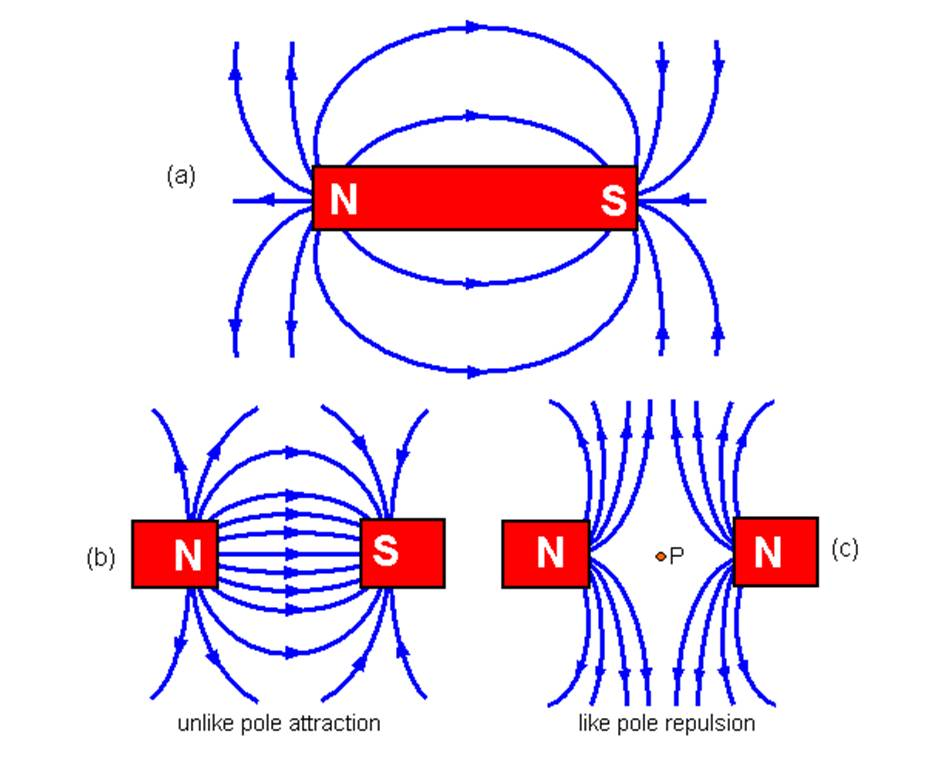 (a)
N S
(b)
N S
N N
P
(c)
unlike pole attraction
like pole repulsion